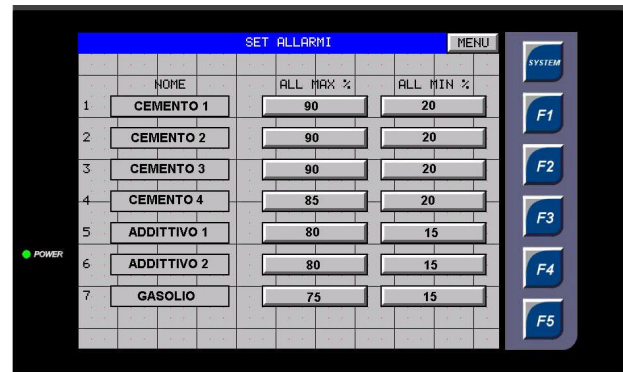 SET ALLARMI MENU
SYSTEM
NOME ALL MAX % ALL MIN %
1 CEMENTO 1 90 20
F1
2 CEMENTO 2 90 20
3 CEMENTO 3 90 20
F2
4 CEMENTO 4 85 20
F3
5 ADDITTIVO 1 80 15
POWER
6 ADDITTIVO 2 80 15
F4
7 GASOLIO 75 15
F5